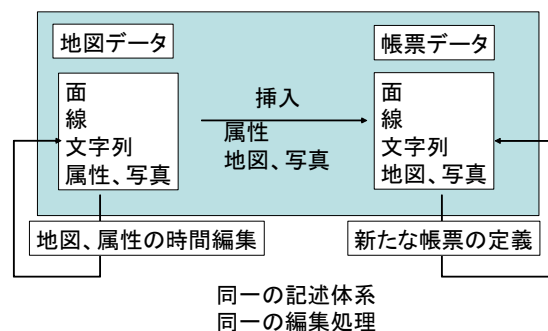 地図データ
帳票データ
面
線
文字列
属性、写真
挿入
属性
地図、写真
面
線
文字列
地図、写真
地図、属性の時間編集
新たな帳票の定義
同一の記述体系
同一の編集処理